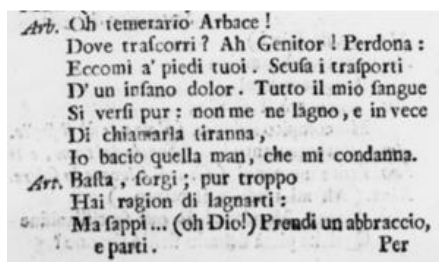 Arb. Oh temerario Arbace !
Dove traſcorri ? Ah Genitor ! Perdona :
Eccomi a' piedi tuoi . Scuſa i traſporti
D' un inſano dolor . Tutto il mio ſangue
Si verſi pur : non me ne lagno , e in vece
Di chiamarla tiranna ,
Io bacio quella man , che mi condanna.
Art. Baſta , ſorgi ; pur troppo
Hai ragion di lagnarti :
Ma ſappi ... (oh Dio!) Prendi un abbraccio,
e parti . Per